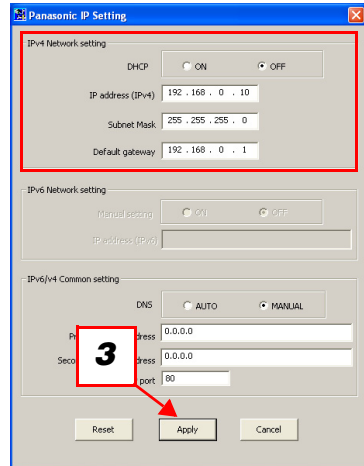 Panasonic IP Setting
IPv4 Network setting
DHCP ON OFF
IP address (IPv4) 192 . 168 . 0 . 10
Subnet Mask 255 . 255 . 255 . 0
Default gateway 192 . 168 . 0 . 1
IPv6 Network setting
Manual setting ON OFF
IP address (IPv6)
IPv6/v4 Common setting
DNS AUTO MANUAL
0.0.0.0
0.0.0.0
port 80
3
Reset Apply Cancel